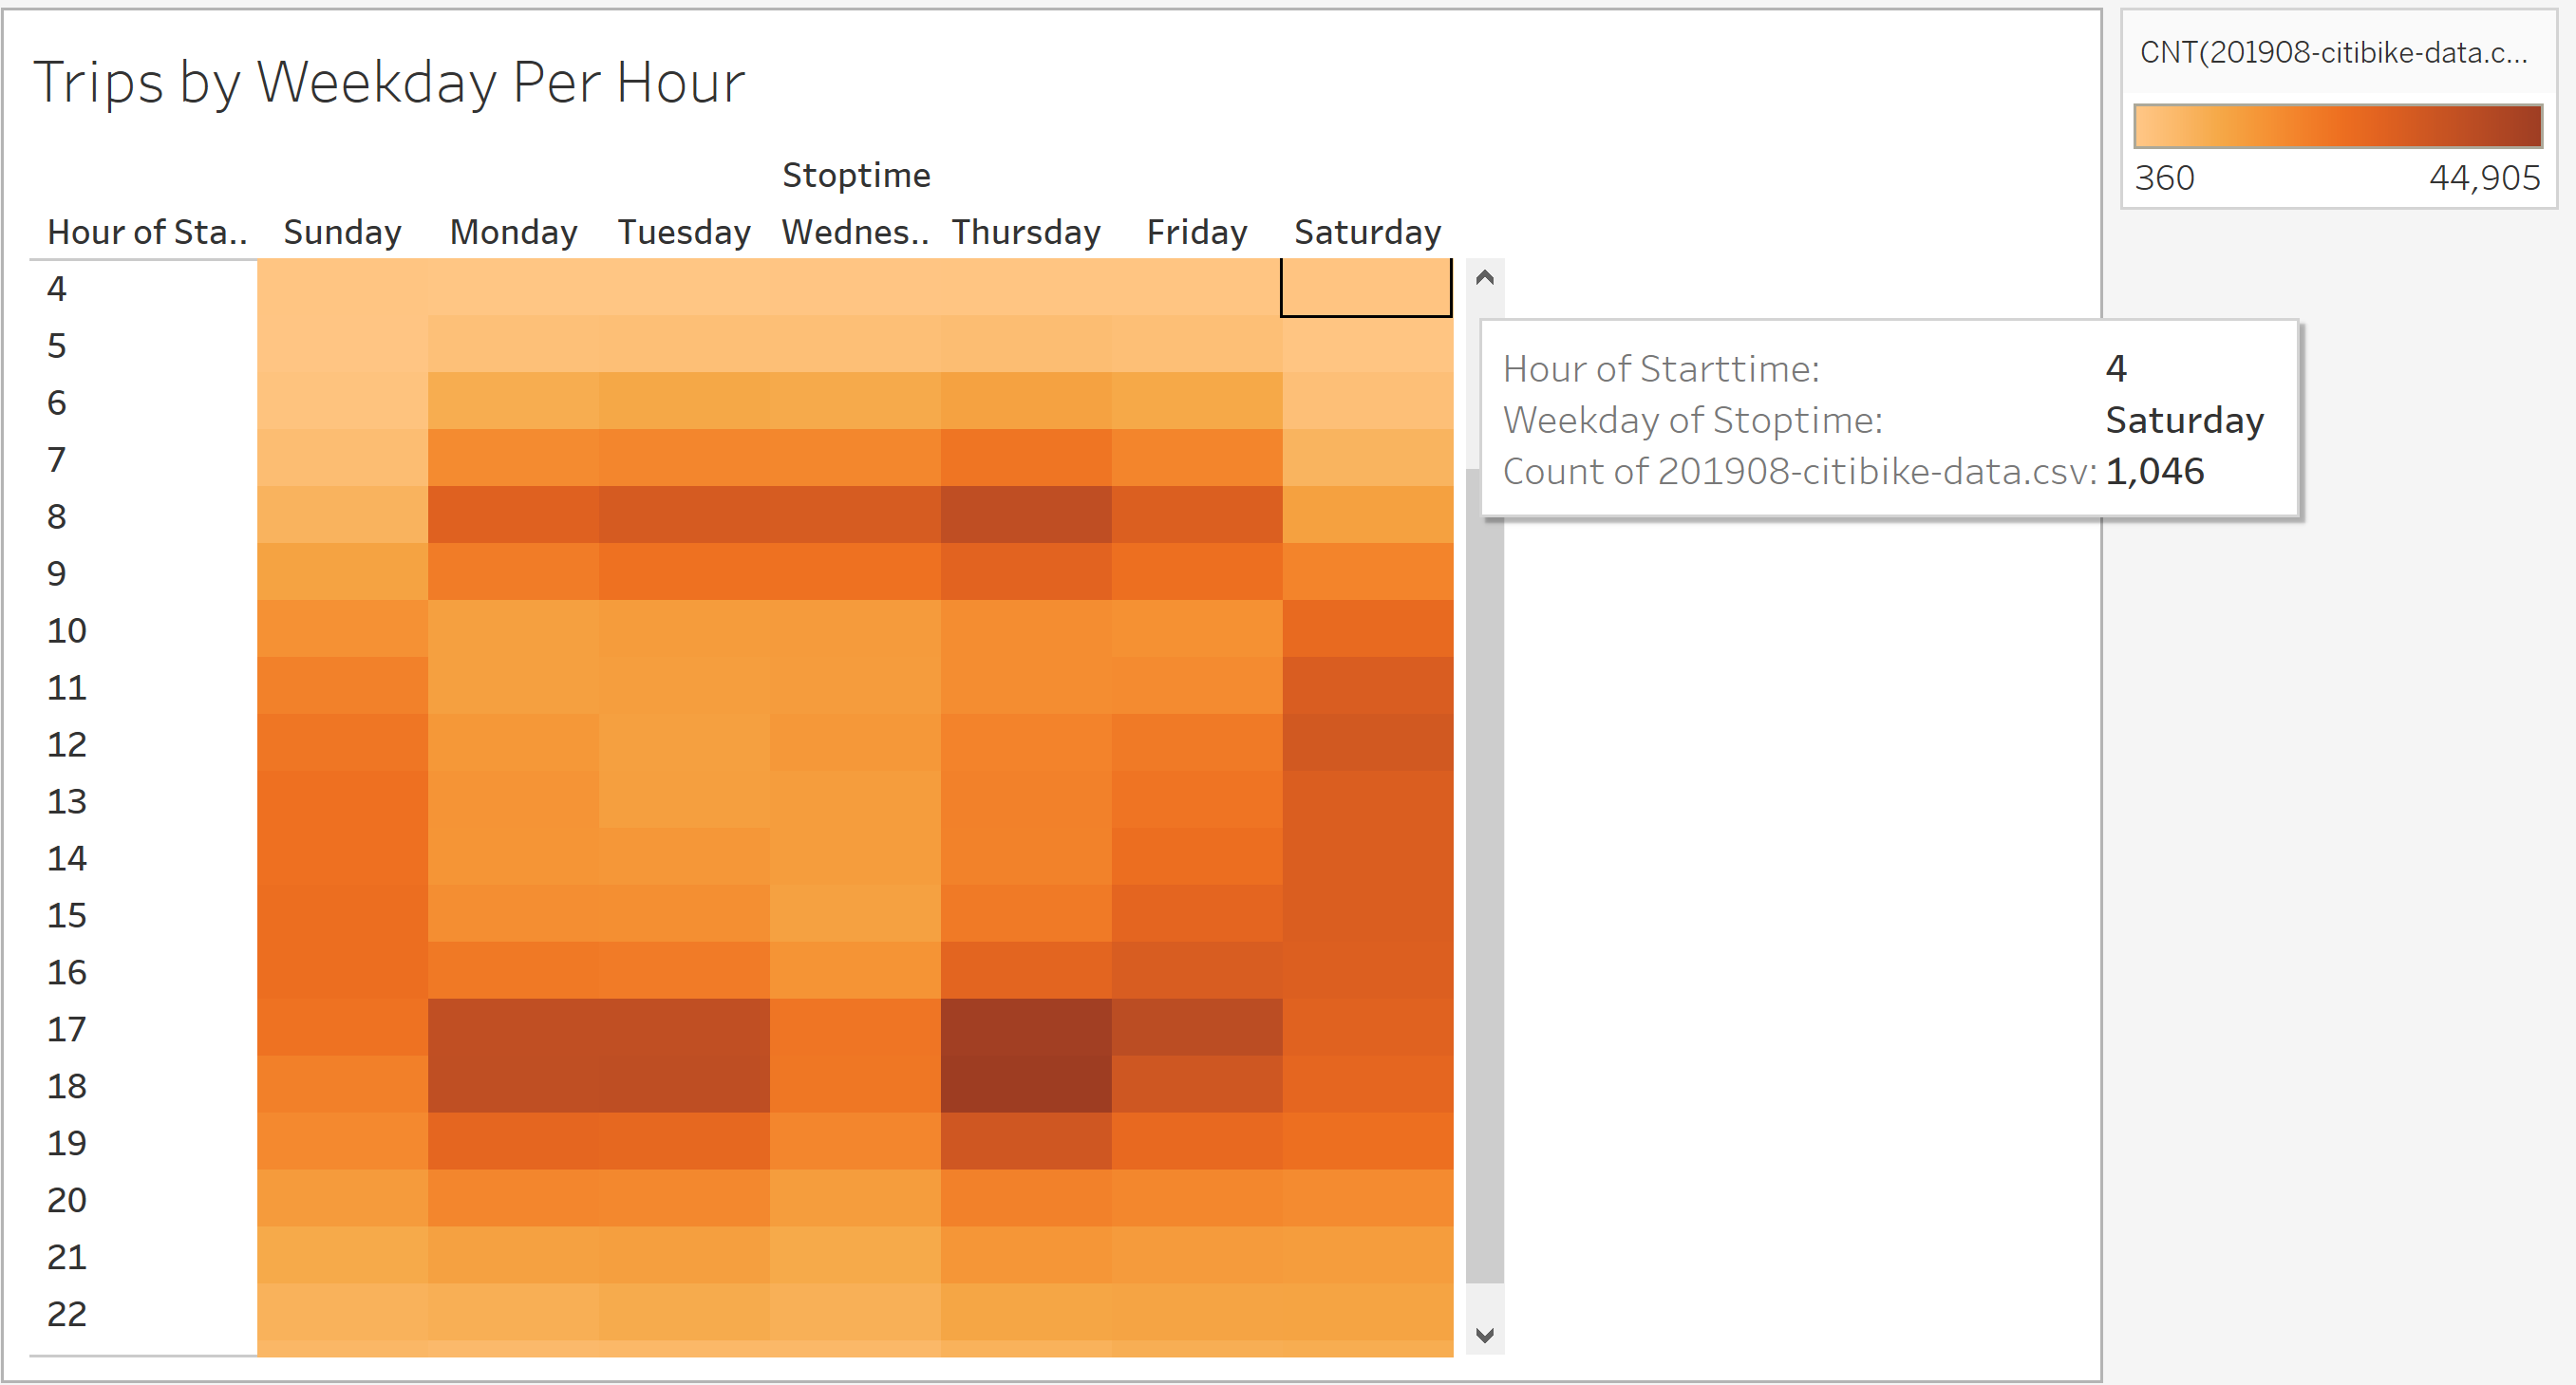 Trips by Weekday Per Hour
CNT(201908-citibike-data.c...
360 44,905
Stoptime
Hour of Sta.. Sunday Monday Tuesday Wednes.. Thursday Friday Saturday
4
5
6
7
8
9
10
11
12
13
14
15
16
17
18
19
20
21
22
Hour of Starttime: 4
Weekday of Stoptime: Saturday
Count of 201908-citibike-data.csv: 1,046